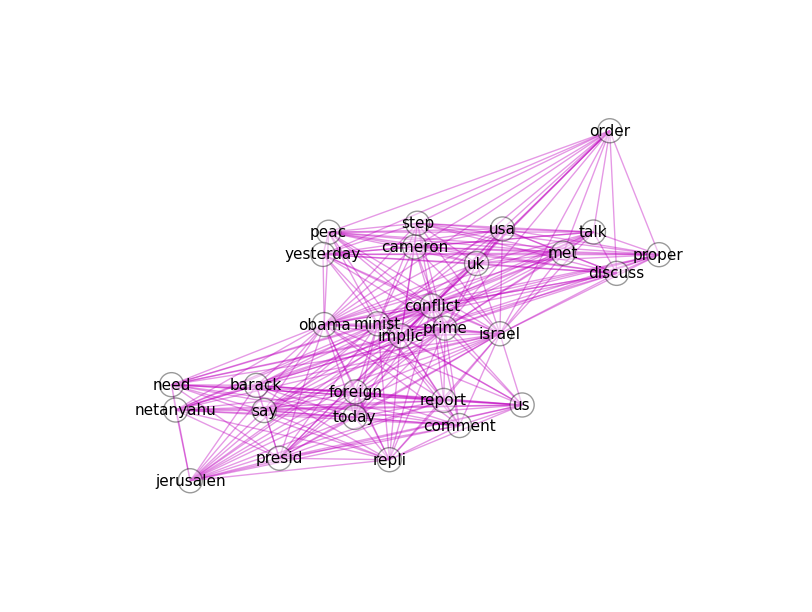 order
step
usa
talk
peac
cameron
yesterday
met
proper
uk
discuss
conflict
obama
minist
prime
implic
israel
need
barack
foreign
report
us
netanyahu
say
today
comment
presid
repli
jerusalen